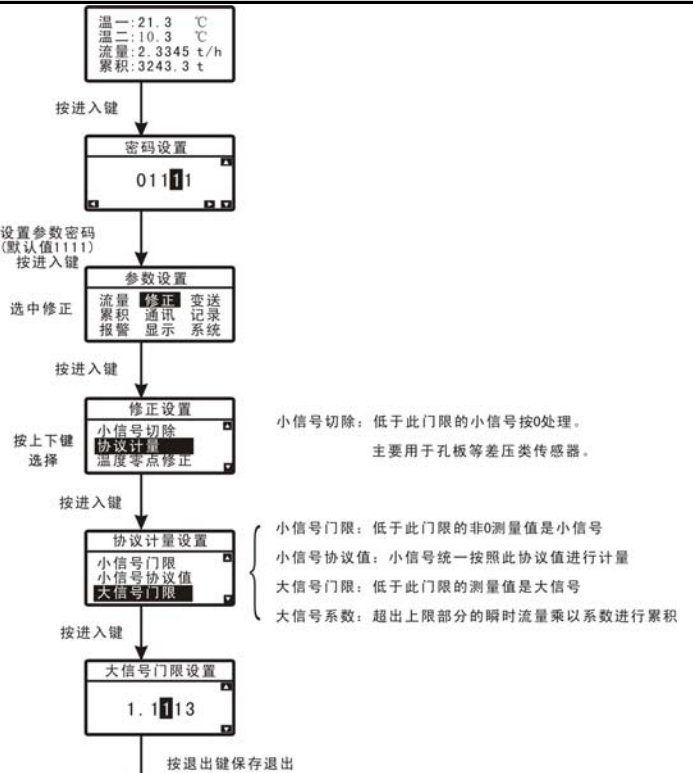 温一:21.3 ℃
温二:10.3 ℃
流量:2.3345 t/h
累积:3243.3 t
按进入键
密码设置
01111
设置参数密码
(默认值1111)
按进入键
参数设置
流量 修正 变送
累积 通讯 记录
报警 显示 系统
选中修正
按进入键
修正设置
小信号切除
协议计量
温度零点修正
按上下键
选择
小信号切除：低于此门限的小信号按0处理。
主要用于孔板等差压类传感器。
按进入键
协议计量设置
小信号门限
小信号协议值
大信号门限
小信号门限：低于此门限的非0测量值是小信号
小信号协议值：小信号统一按照此协议值进行计量
大信号门限：低于此门限的测量值是大信号
大信号系数：超出上限部分的瞬时流量乘以系数进行累积
按进入键
大信号门限设置
1.1113
按退出键保存退出